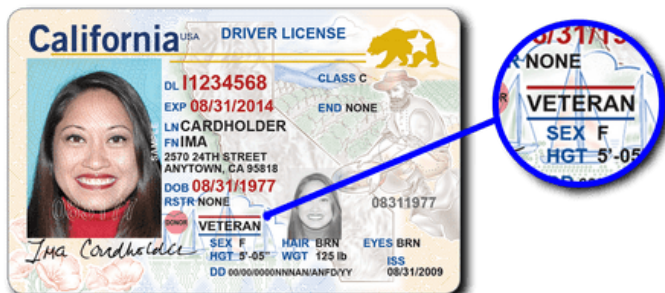 California USA DRIVER LICENSE
DL I1234568 CLASS C
EXP 08/31/2014 END NONE
LN CARDHOLDER
FN IMA
2570 24TH STREET
ANYTOWN, CA 95818
DOB 08/31/1977
RSTR NONE 08311977
DONOR
VETERAN
SEX F HAIR BRN EYES BRN
HGT 5'-05" WGT 125 lb ISS
DD 00/00/0000NNNAN/ANFD/YY 08/31/2009
Ima Cardholder
NONE
VETERAN
SEX F
HGT 5'-05